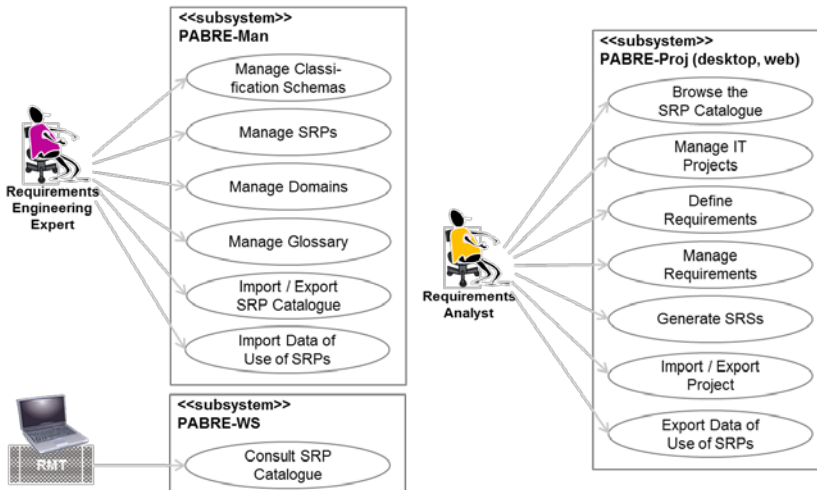 <<subsystem>>
PABRE-Man
Manage Classi-
fication Schemas
Manage SRPs
Manage Domains
Manage Glossary
Import / Export
SRP Catalogue
Import Data of
Use of SRPs
Requirements
Engineering
Expert
<<subsystem>>
PABRE-WS
Consult SRP
Catalogue
RMT
<<subsystem>>
PABRE-Proj (desktop, web)
Browse the
SRP Catalogue
Manage IT
Projects
Define
Requirements
Manage
Requirements
Generate SRSs
Import / Export
Project
Export Data of
Use of SRPs
Requirements
Analyst